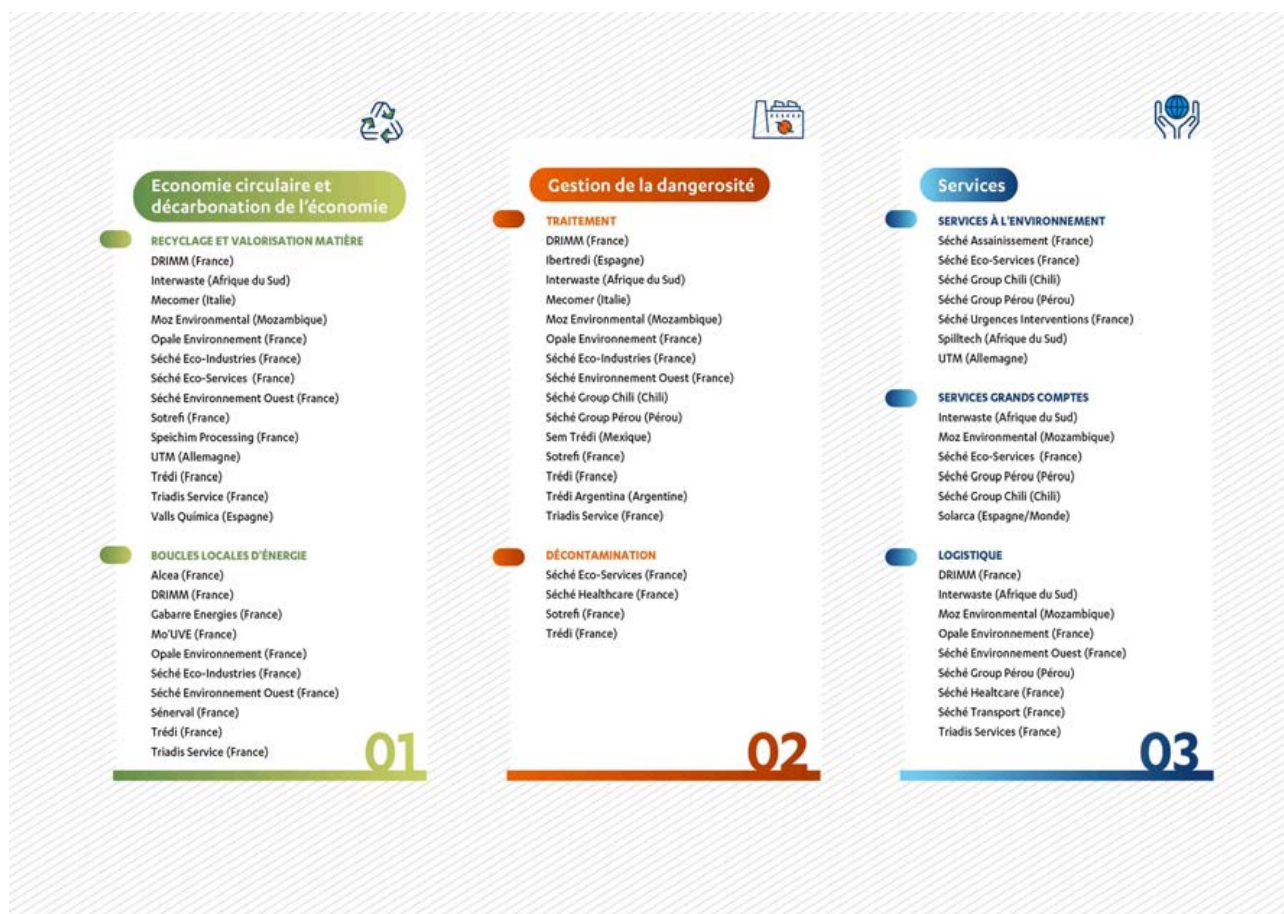 Economie circulaire et
décarbonation de l'économie
RECYCLAGE ET VALORISATION MATIÈRE
DRIMM (France)
Interwaste (Afrique du Sud)
Mecomer (Italie)
Moz Environmental (Mozambique)
Opale Environnement (France)
Séché Eco-Industries (France)
Séché Eco-Services (France)
Séché Environnement Ouest (France)
Sotrefi (France)
Speichim Processing (France)
UTM (Allemagne)
Trédi (France)
Triadis Service (France)
Valls Química (Espagne)
BOUCLES LOCALES D'ÉNERGIE
Alcea (France)
DRIMM (France)
Gabarre Energies (France)
Mo'UVE (France)
Opale Environnement (France)
Séché Eco-Industries (France)
Séché Environnement Ouest (France)
Sénerval (France)
Trédi (France)
Triadis Service (France)
01
Gestion de la dangerosité
TRAITEMENT
DRIMM (France)
Ibertredi (Espagne)
Interwaste (Afrique du Sud)
Mecomer (Italie)
Moz Environmental (Mozambique)
Opale Environnement (France)
Séché Eco-Industries (France)
Séché Environnement Ouest (France)
Séché Group Chili (Chili)
Séché Group Pérou (Pérou)
Sem Trédi (Mexique)
Sotrefi (France)
Trédi (France)
Trédi Argentina (Argentine)
Triadis Service (France)
DÉCONTAMINATION
Séché Eco-Services (France)
Séché Healthcare (France)
Sotrefi (France)
Trédi (France)
02
Services
SERVICES À L'ENVIRONNEMENT
Séché Assainissement (France)
Séché Eco-Services (France)
Séché Group Chili (Chili)
Séché Group Pérou (Pérou)
Séché Urgences Interventions (France)
Spilltech (Afrique du Sud)
UTM (Allemagne)
SERVICES GRANDS COMPTES
Interwaste (Afrique du Sud)
Moz Environmental (Mozambique)
Séché Eco-Services (France)
Séché Group Pérou (Pérou)
Séché Group Chili (Chili)
Solarca (Espagne/Monde)
LOGISTIQUE
DRIMM (France)
Interwaste (Afrique du Sud)
Moz Environmental (Mozambique)
Opale Environnement (France)
Séché Environnement Ouest (France)
Séché Group Pérou (Pérou)
Séché Healtcare (France)
Séché Transport (France)
Triadis Services (France)
03